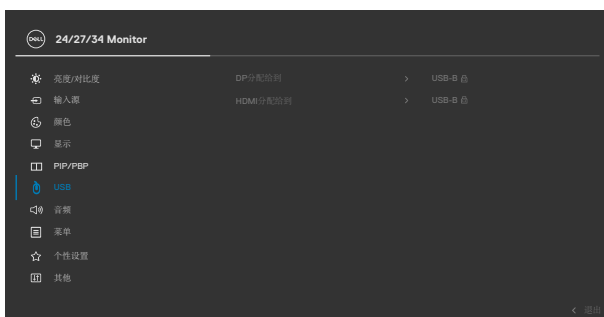 DELL
24/27/34 Monitor
亮度/对比度
DP分配给到 > USB-B
输入源
HDMI分配给到 > USB-B
颜色
显示
PIP/PBP
USB
音频
菜单
个性设置
其他
< 退出